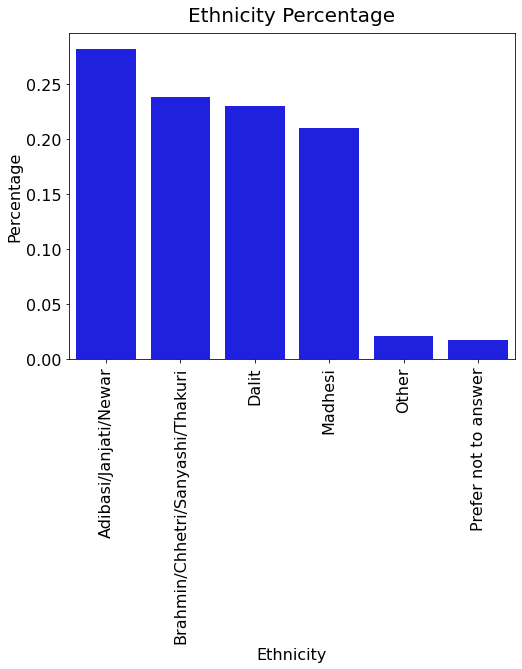 Ethnicity Percentage
Percentage
0.25
0.20
0.15
0.10
0.05
0.00
Adibasi/Janjati/Newar
Brahmin/Chhetri/Sanyashi/Thakuri
Dalit
Madhesi
Other
Prefer not to answer
Ethnicity